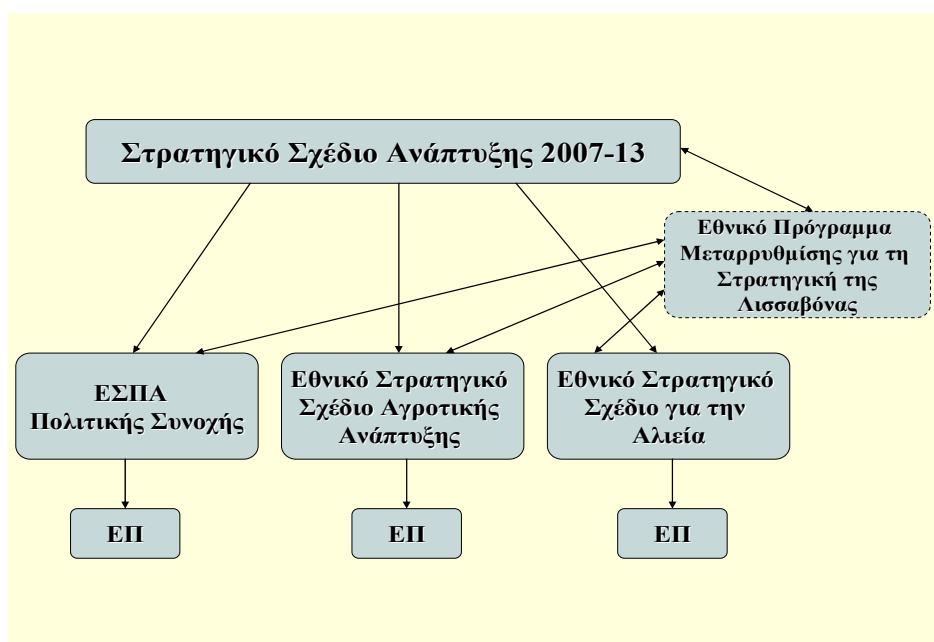 Στρατηγικό Σχέδιο Ανάπτυξης 2007-13
Εθνικό Πρόγραμμα
Μεταρρυθμίσης για τη
Στρατηγική της
Λισσαβόνας
ΕΣΠΑ
Πολιτικής Συνοχής
Εθνικό Στρατηγικό
Σχέδιο Αγροτικής
Ανάπτυξης
Εθνικό Στρατηγικό
Σχέδιο για την
Αλιεία
ΕΠ
ΕΠ
ΕΠ